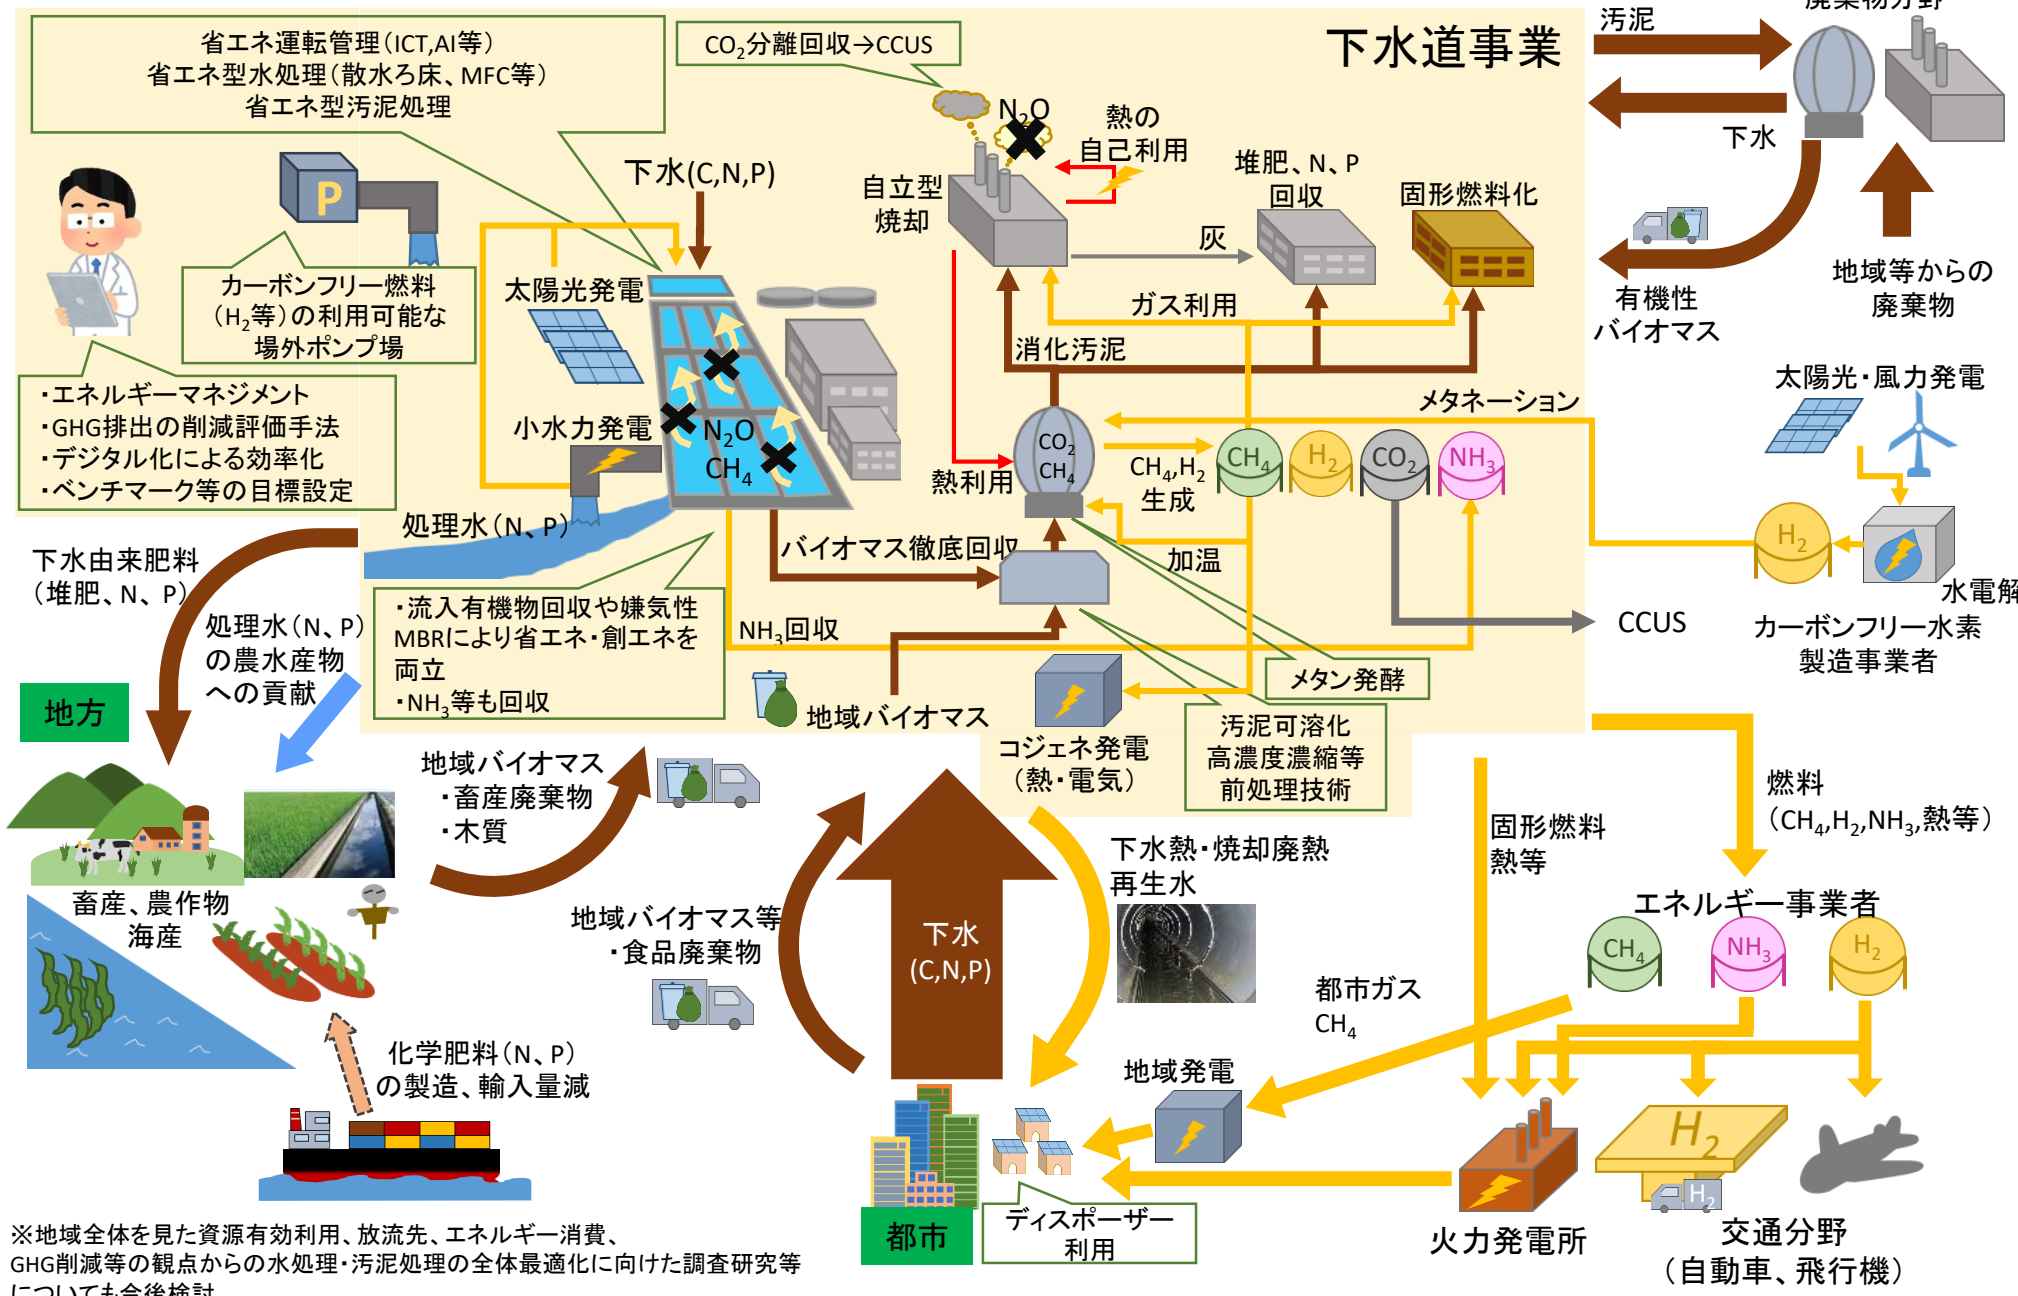 省エネ運転管理（ICT,AI等）
省エネ型水処理（散水ろ床、MFC等）
省エネ型汚泥処理
CO₂分離回収→CCUS
下水道事業
汚泥
廃棄物分野
下水
有機性
バイオマス
地域等からの
廃棄物
P
カーボンフリー燃料
（H₂等）の利用可能な
場外ポンプ場
・エネルギーマネジメント
・GHG排出の削減評価手法
・デジタル化による効率化
・ベンチマーク等の目標設定
下水(C,N,P)
太陽光発電
小水力発電
N₂O
CH₄
処理水（N、P）
N₂O
熱の
自己利用
自立型
焼却
灰
堆肥、N、P
回収
固形燃料化
ガス利用
消化汚泥
熱利用
CO₂
CH₄
CH₄,H₂
生成
CH₄
H₂
CO₂
NH₃
メタネーション
太陽光・風力発電
H₂
水電解
カーボンフリー水素
製造事業者
CCUS
加温
バイオマス徹底回収
NH₃回収
・流入有機物回収や嫌気性
MBRにより省エネ・創エネを
両立
・NH₃等も回収
地域バイオマス
コジェネ発電
（熱・電気）
メタン発酵
汚泥可溶化
高濃度濃縮等
前処理技術
下水由来肥料
（堆肥、N、P）
処理水（N、P）
の農水産物
への貢献
地方
地域バイオマス
・畜産廃棄物
・木質
畜産、農作物
海産
地域バイオマス等
・食品廃棄物
化学肥料（N、P）
の製造、輸入量減
下水
(C,N,P)
下水熱・焼却廃熱
再生水
固形燃料
熱等
燃料
（CH₄,H₂,NH₃,熱等）
エネルギー事業者
CH₄
NH₃
H₂
都市ガス
CH₄
地域発電
都市
ディスポーザー
利用
火力発電所
H₂
H₂
交通分野
（自動車、飛行機）
※地域全体を見た資源有効利用、放流先、エネルギー消費、
GHG削減等の観点からの水処理・汚泥処理の全体最適化に向けた調査研究等
についても今後検討